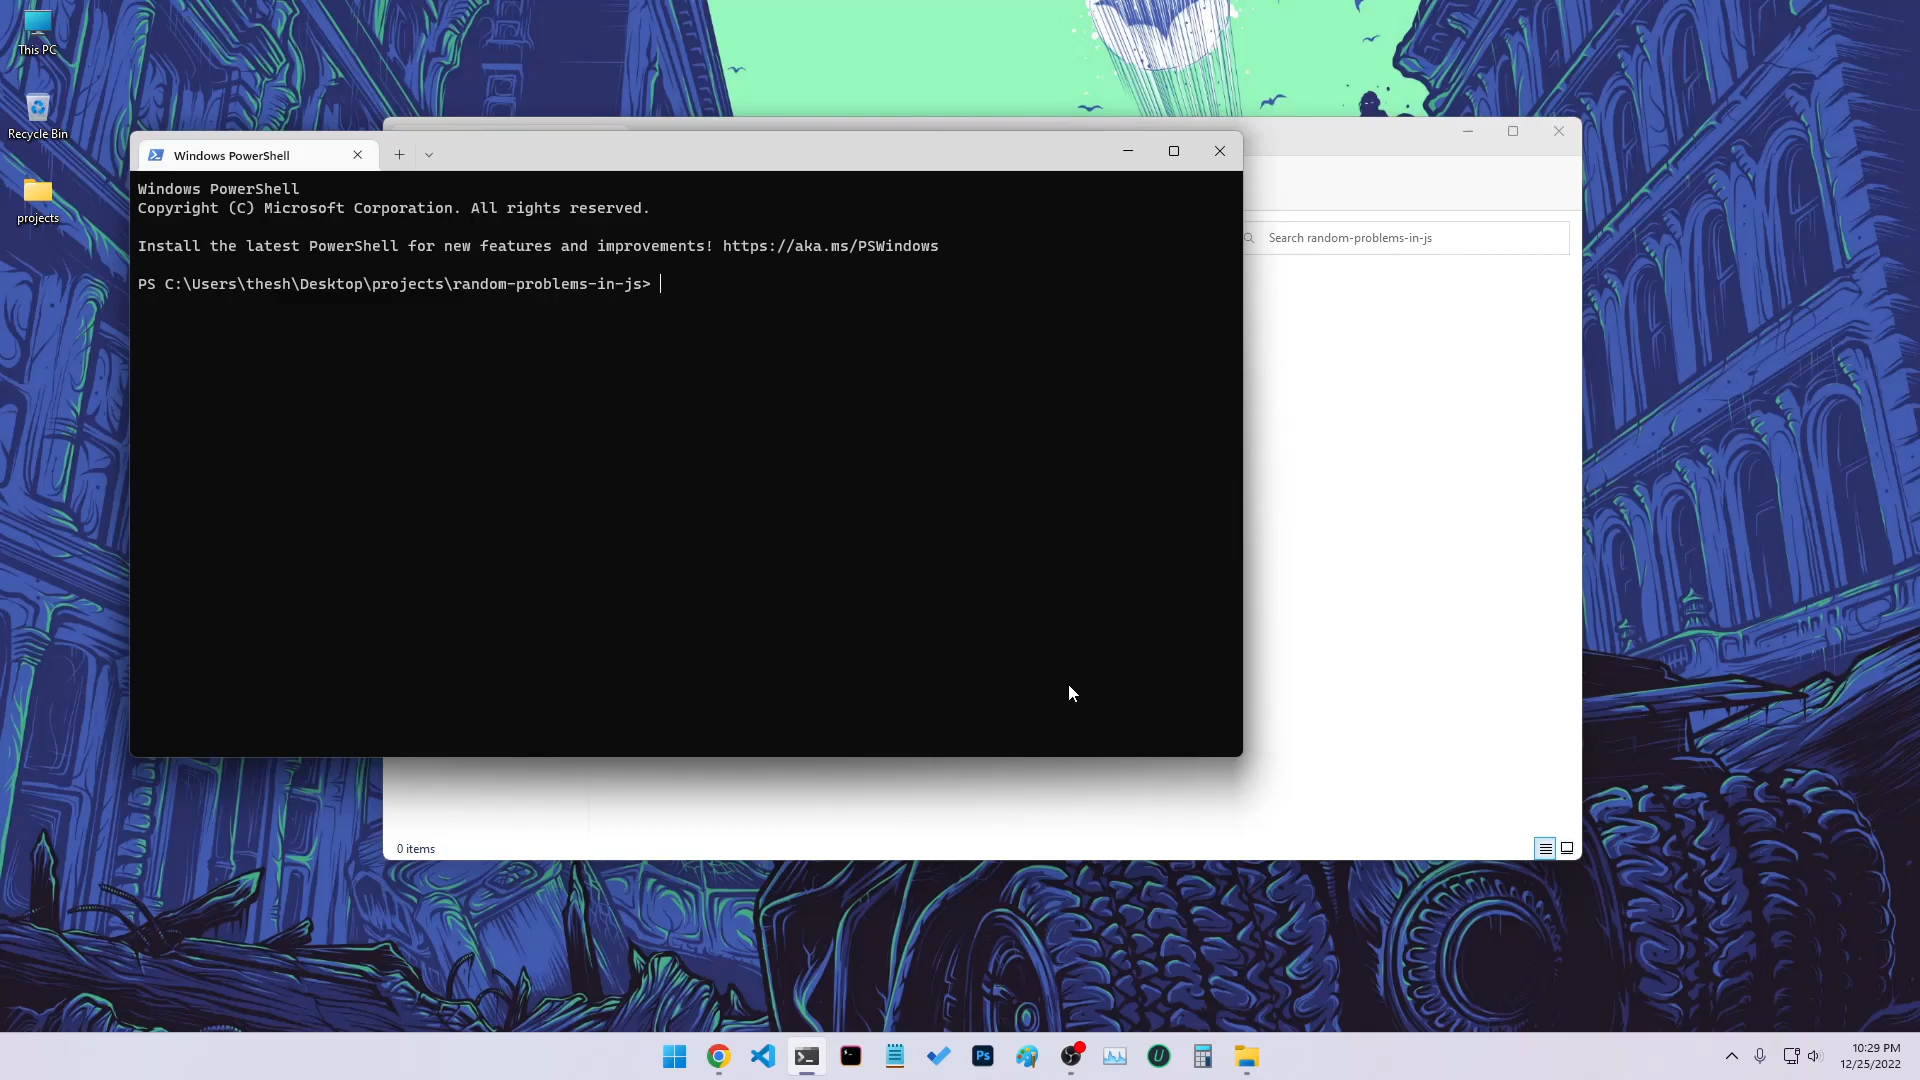 This PC
Recycle Bin
projects
Windows PowerShell
Windows PowerShell
Copyright (C) Microsoft Corporation. All rights reserved.
Install the latest PowerShell for new features and improvements! https://aka.ms/PSWindows
PS C:\Users\thesh\Desktop\projects\random-problems-in-js>
Search random-problems-in-js
0 items
Ps
U
10:29 PM
12/25/2022